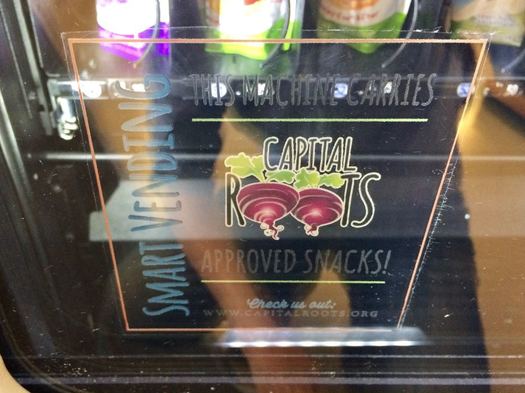 SMART VENDING
THIS MACHINE CARRIES
CAPITAL
ROOTS
APPROVED SNACKS!
Check us out:
WWW.CAPITALROOTS.ORG